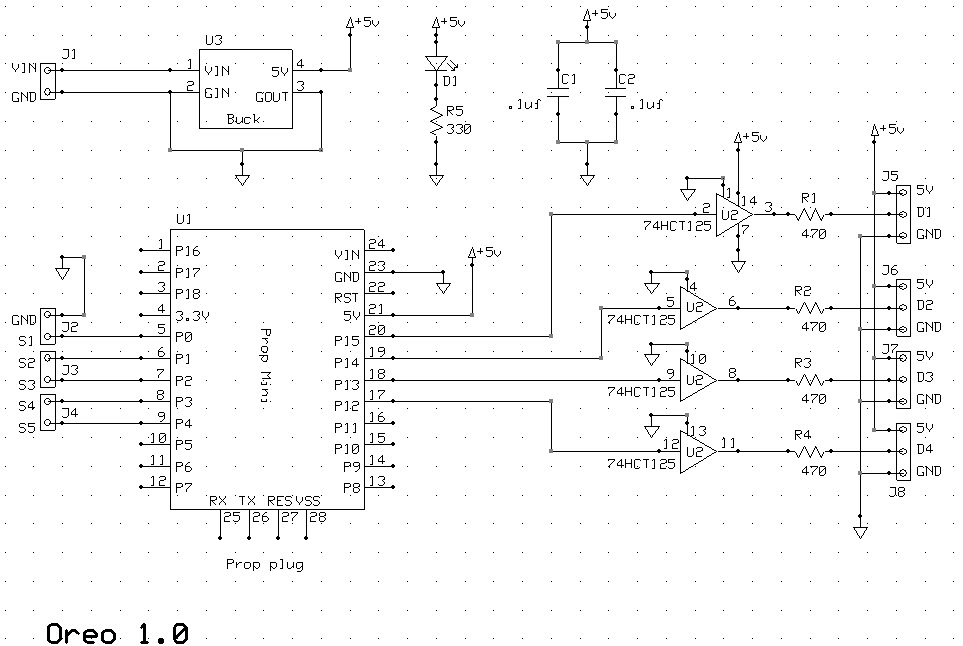 J1
VIN
GND
U3
1 VIN
2 GIN
5V 4
GOUT 3
Buck
+5v
+5v
D1
R5
330
+5v
C1
.1uf
C2
.1uf
U1
1 P16
2 P17
3 P18
4 3.3V
5 P0
6 P1
7 P2
8 P3
9 P4
10 P5
11 P6
12 P7
VIN 24
GND 23
RST 22
5V 21
P15 20
P14 19
P13 18
P12 17
P11 16
P10 15
P9 14
P8 13
Prop Mini
RX TX RES VSS
25 26 27 28
Prop plug
+5v
GND
J2
S1
S2
J3
S3
S4
J4
S5
+5v
1
14
2 U2 3
7
74HCT125
R1
470
4
5 U2 6
74HCT125
R2
470
10
9 U2 8
74HCT125
R3
470
13
12 U2 11
74HCT125
R4
470
+5v
J5
5V
D1
GND
J6
5V
D2
GND
J7
5V
D3
GND
5V
D4
GND
J8
Oreo 1.0